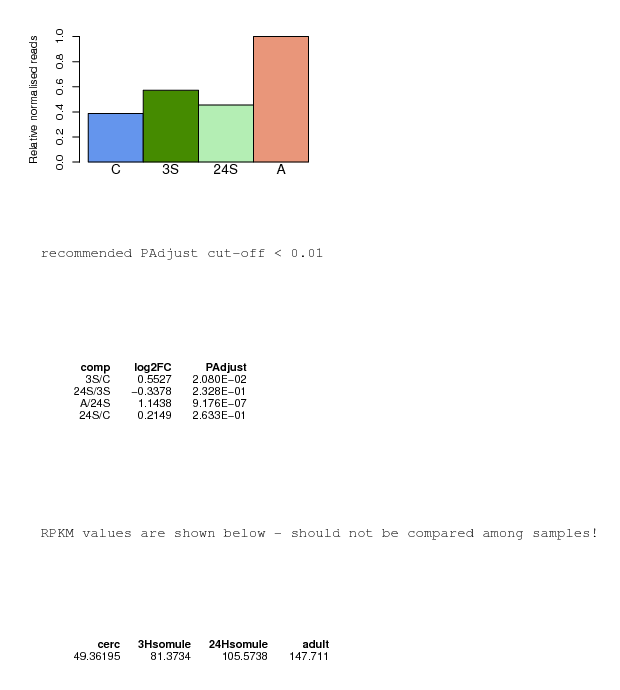 Relative normalised reads
1.0
0.8
0.6
0.4
0.2
0.0
C 3S 24S A
recommended PAdjust cut-off < 0.01
comp log2FC PAdjust
3S/C 0.5527 2.080E−02
24S/3S −0.3378 2.328E−01
A/24S 1.1438 9.176E−07
24S/C 0.2149 2.633E−01
RPKM values are shown below - should not be compared among samples!
cerc 3Hsomule 24Hsomule adult
49.36195 81.3734 105.5738 147.711